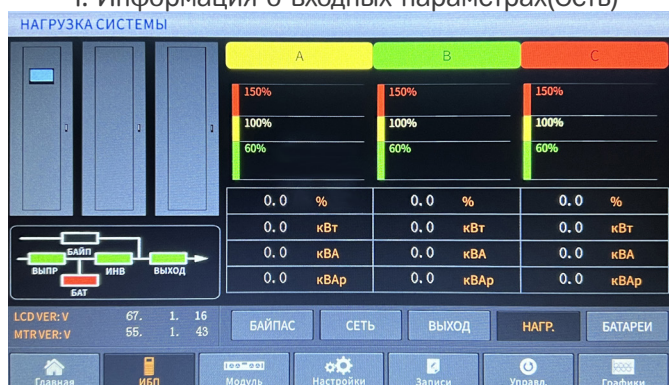 1. Информация о входных параметрах(Сеть)
НАГРУЗКА СИСТЕМЫ
A B C
150% 150% 150%
100% 100% 100%
60% 60% 60%
0.0 % 0.0 % 0.0 %
0.0 кВт 0.0 кВт 0.0 кВт
0.0 кВА 0.0 кВА 0.0 кВА
0.0 кВАр 0.0 кВАр 0.0 кВАр
БАЙП
ВЫПР ИНВ ВЫХОД
БАТ
LCD VER: V 67. 1. 16
MTR VER: V 55. 1. 43
БАЙПАС СЕТЬ ВЫХОД НАГР. БАТАРЕИ
Главная ИБП Модуль Настройки Записи Управл. Графики